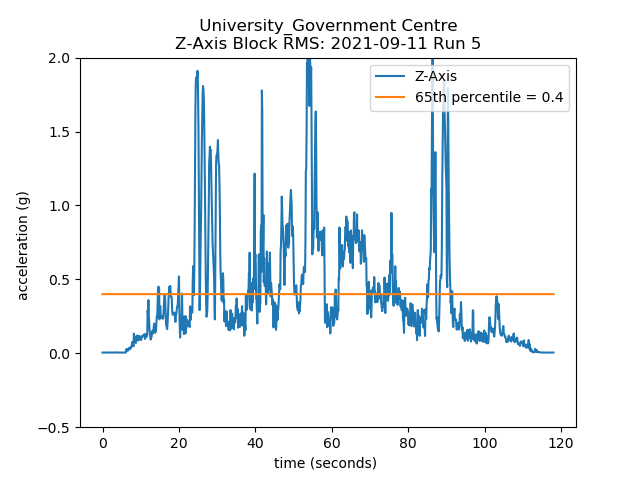 University_Government Centre
Z-Axis Block RMS: 2021-09-11 Run 5
Z-Axis
65th percentile = 0.4
2.0
1.5
1.0
0.5
0.0
−0.5
acceleration (g)
0 20 40 60 80 100 120
time (seconds)